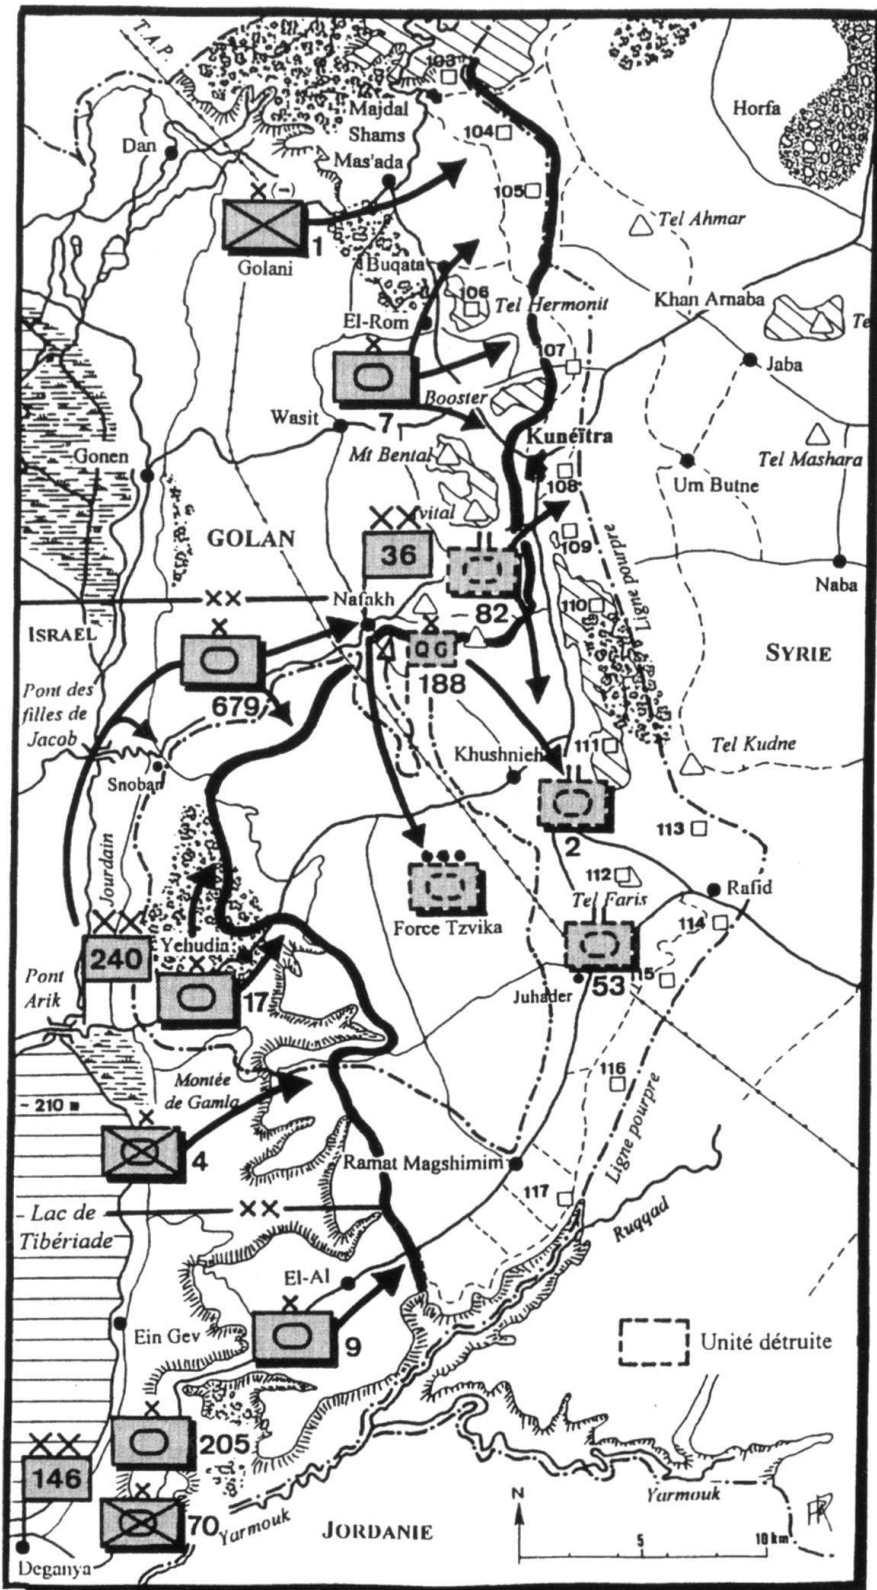 T.A.P.
103
Majdal
Shams
Mas'ada
Horfa
Dan
104
105
(-)
1
Golani
Tel Ahmar
Buqata
106
Tel Hermonit
Khan Arnaba
El-Rom
107
Jaba
7
Booster
Wasit
Kuneïtra
Mt Bental
Tel Mashara
Gonen
108
Um Butne
vital
GOLAN
36
109
Ligne pourpre
Naba
82
Nafakh
110
ISRAEL
QG
188
SYRIE
Pont des
filles de
Jacob
679
Khushnieh
111
Tel Kudne
Snobar
2
113
Jourdain
112
Tel Faris
Rafid
Force Tzvika
114
240
Yehudia
Pont
Arik
17
53
Juhader
115
116
Montée
de Gamla
- 210
4
Ligne pourpre
Ramat Magshimim
117
Lac de
Tibériade
Ruqqad
El-Al
Ein Gev
9
Unité détruite
205
146
70
Yarmouk
JORDANIE
Yarmouk
N
5
10 km
Deganya